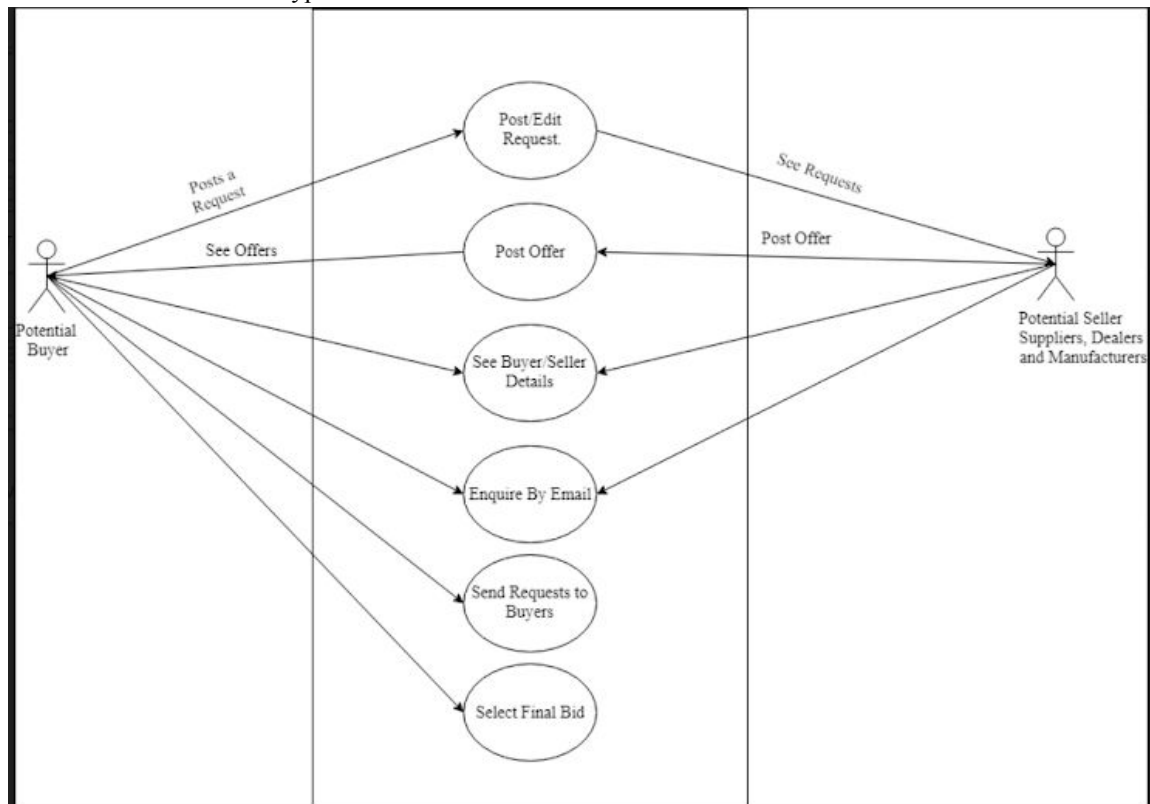 Post/Edit
Request.
Posts a
Request
See Requests
See Offers
Post Offer
Post Offer
Potential
Buyer
Potential Seller
Suppliers, Dealers
and Manufacturers
See Buyer/Seller
Details
Enquire By Email
Send Requests to
Buyers
Select Final Bid